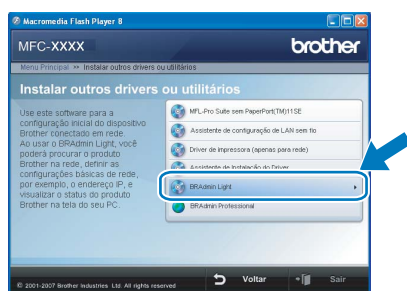 Macromedia Flash Player 8
MFC-XXXX
brother
Menu Principal >> Instalar outros drivers ou utilitários
Instalar outros drivers ou utilitários
Use este software para a
configuração inicial do dispositivo
Brother conectado em rede.
Ao usar o BRAdmin Light, você
poderá procurar o produto
Brother na rede, definir as
configurações básicas de rede,
por exemplo, o endereço IP, e
visualizar o status do produto
Brother na tela do seu PC.
MFL-Pro Suite sem PaperPort(TM)11SE
Assistente de configuração de LAN sem fio
Driver de impressora (apenas para rede)
Assistente de Instalação do Driver
BRAdmin Light
BRAdmin Professional
© 2001-2007 Brother Industries Ltd. All rights reserved
Voltar
Sair